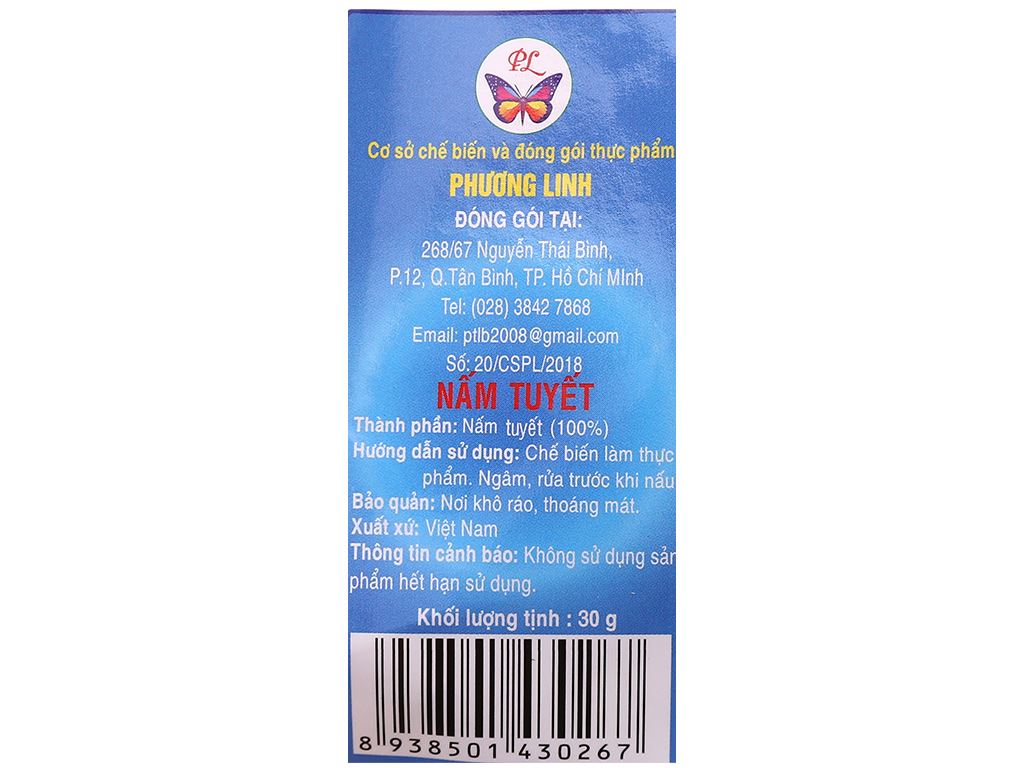 PL
Cơ sở chế biến và đóng gói thực phẩm
PHƯƠNG LINH
ĐÓNG GÓI TẠI:
268/67 Nguyễn Thái Bình,
P.12, Q.Tân Bình, TP. Hồ Chí MInh
Tel: (028) 3842 7868
Email: ptlb2008@gmail.com
Số: 20/CSPL/2018
NẤM TUYẾT
Thành phần: Nấm tuyết (100%)
Hướng dẫn sử dụng: Chế biến làm thực
phẩm. Ngâm, rửa trước khi nấu
Bảo quản: Nơi khô ráo, thoáng mát.
Xuất xứ: Việt Nam
Thông tin cảnh báo: Không sử dụng sản
phẩm hết hạn sử dụng.
Khối lượng tịnh : 30 g
8 938501 430267